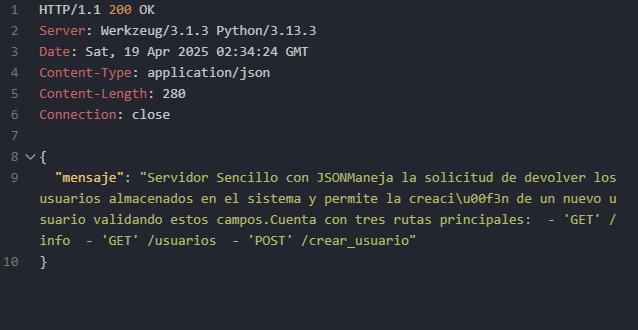 1 HTTP/1.1 200 OK
2 Server: Werkzeug/3.1.3 Python/3.13.3
3 Date: Sat, 19 Apr 2025 02:34:24 GMT
4 Content-Type: application/json
5 Content-Length: 280
6 Connection: close
7
8 {
9 "mensaje": "Servidor Sencillo con JSONManeja la solicitud de devolver los
usuarios almacenados en el sistema y permite la creaci\u00f3n de un nuevo u
suario validando estos campos.Cuenta con tres rutas principales:  - 'GET' /
info  - 'GET' /usuarios  - 'POST' /crear_usuario"
10 }